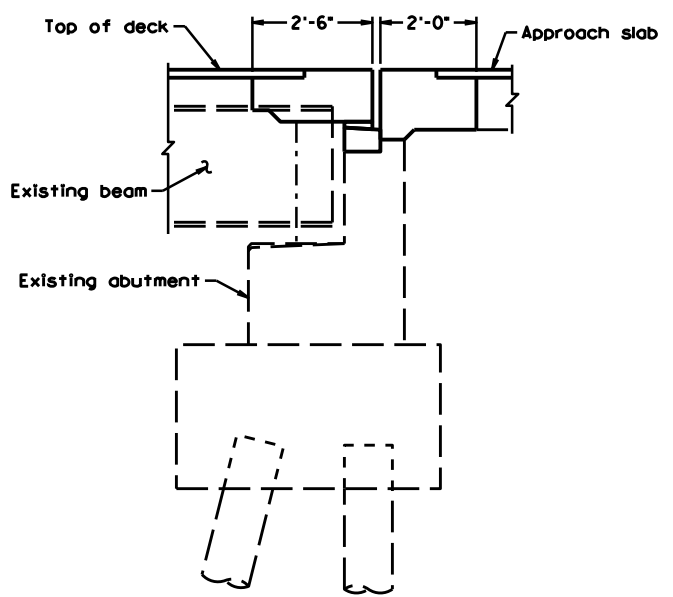 2'-6"
2'-0"
Top of deck
Approach slab
Existing beam
Existing abutment